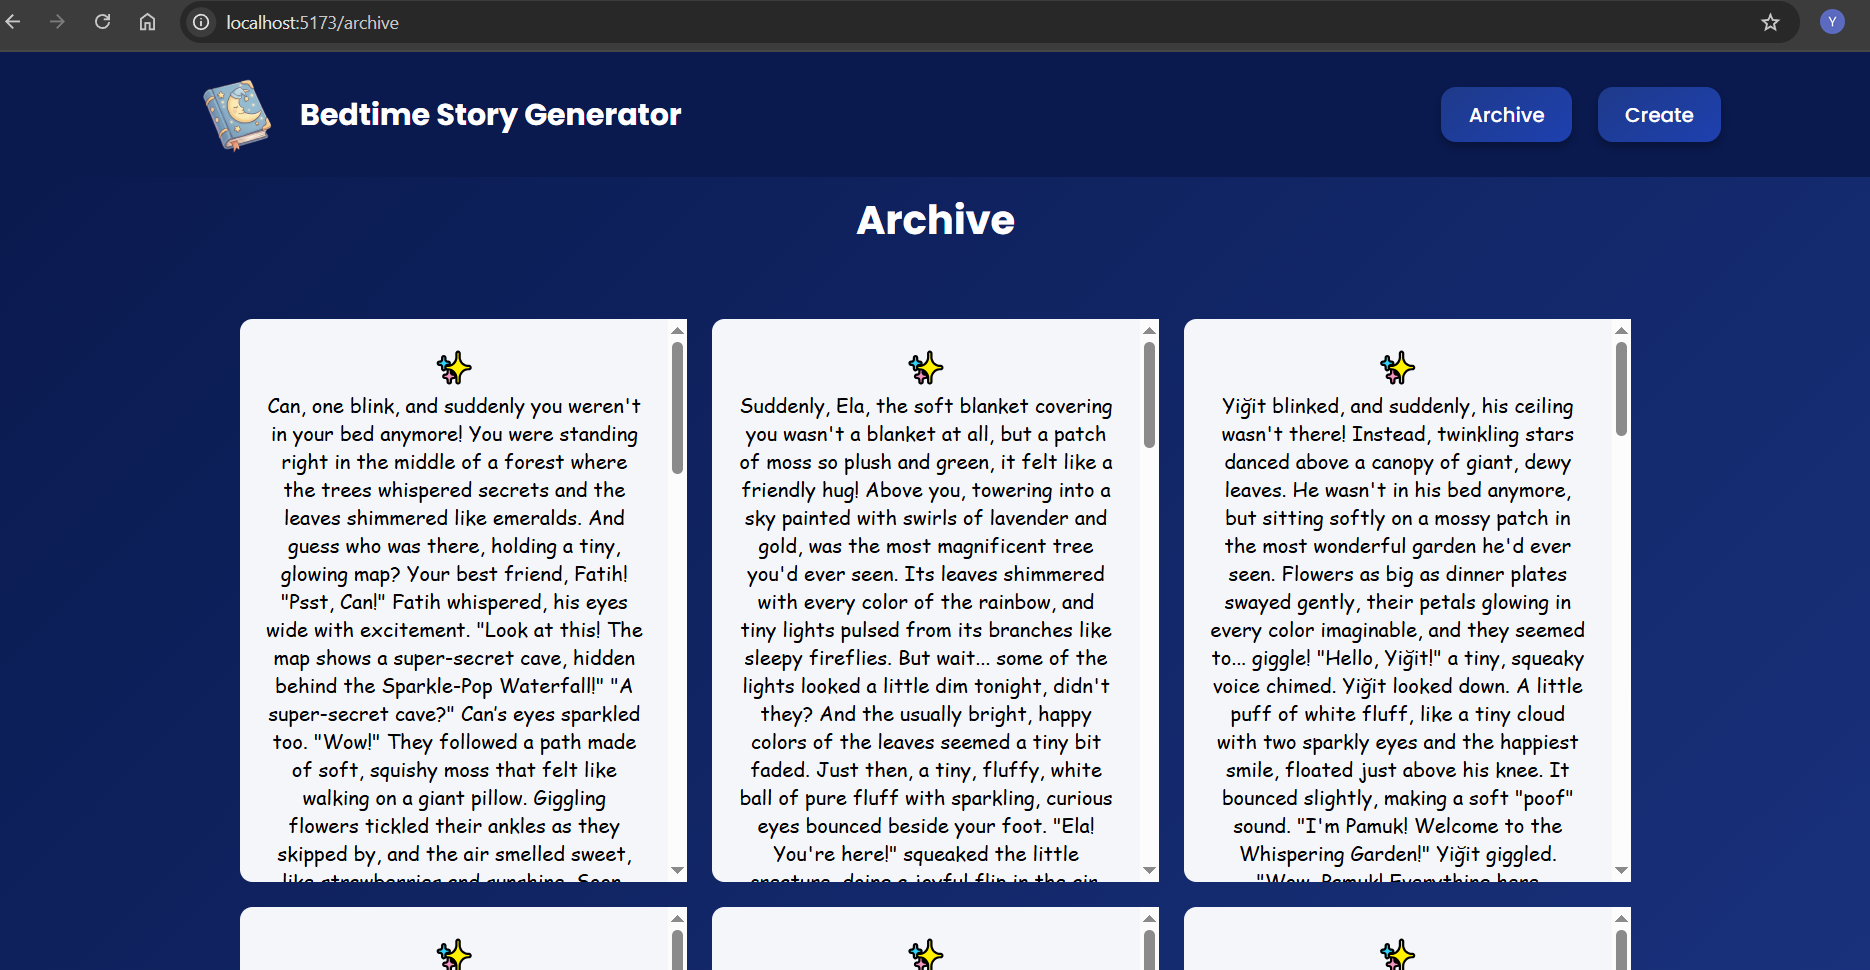 localhost:5173/archive
Y
Bedtime Story Generator
Archive
Create
Archive
Can, one blink, and suddenly you weren't
in your bed anymore! You were standing
right in the middle of a forest where
the trees whispered secrets and the
leaves shimmered like emeralds. And
guess who was there, holding a tiny,
glowing map? Your best friend, Fatih!
"Psst, Can!" Fatih whispered, his eyes
wide with excitement. "Look at this! The
map shows a super-secret cave, hidden
behind the Sparkle-Pop Waterfall!" "A
super-secret cave?" Can’s eyes sparkled
too. "Wow!" They followed a path made
of soft, squishy moss that felt like
walking on a giant pillow. Giggling
flowers tickled their ankles as they
skipped by, and the air smelled sweet,
like strawberries and sunshine. Soon
Suddenly, Ela, the soft blanket covering
you wasn't a blanket at all, but a patch
of moss so plush and green, it felt like a
friendly hug! Above you, towering into a
sky painted with swirls of lavender and
gold, was the most magnificent tree
you'd ever seen. Its leaves shimmered
with every color of the rainbow, and
tiny lights pulsed from its branches like
sleepy fireflies. But wait... some of the
lights looked a little dim tonight, didn't
they? And the usually bright, happy
colors of the leaves seemed a tiny bit
faded. Just then, a tiny, fluffy, white
ball of pure fluff with sparkling, curious
eyes bounced beside your foot. "Ela!
You're here!" squeaked the little
creature, doing a joyful flip in the air
Yiğit blinked, and suddenly, his ceiling
wasn't there! Instead, twinkling stars
danced above a canopy of giant, dewy
leaves. He wasn't in his bed anymore,
but sitting softly on a mossy patch in
the most wonderful garden he'd ever
seen. Flowers as big as dinner plates
swayed gently, their petals glowing in
every color imaginable, and they seemed
to... giggle! "Hello, Yiğit!" a tiny, squeaky
voice chimed. Yiğit looked down. A little
puff of white fluff, like a tiny cloud
with two sparkly eyes and the happiest
smile, floated just above his knee. It
bounced slightly, making a soft "poof"
sound. "I'm Pamuk! Welcome to the
Whispering Garden!" Yiğit giggled.
"Wow, Pamuk! Everything here